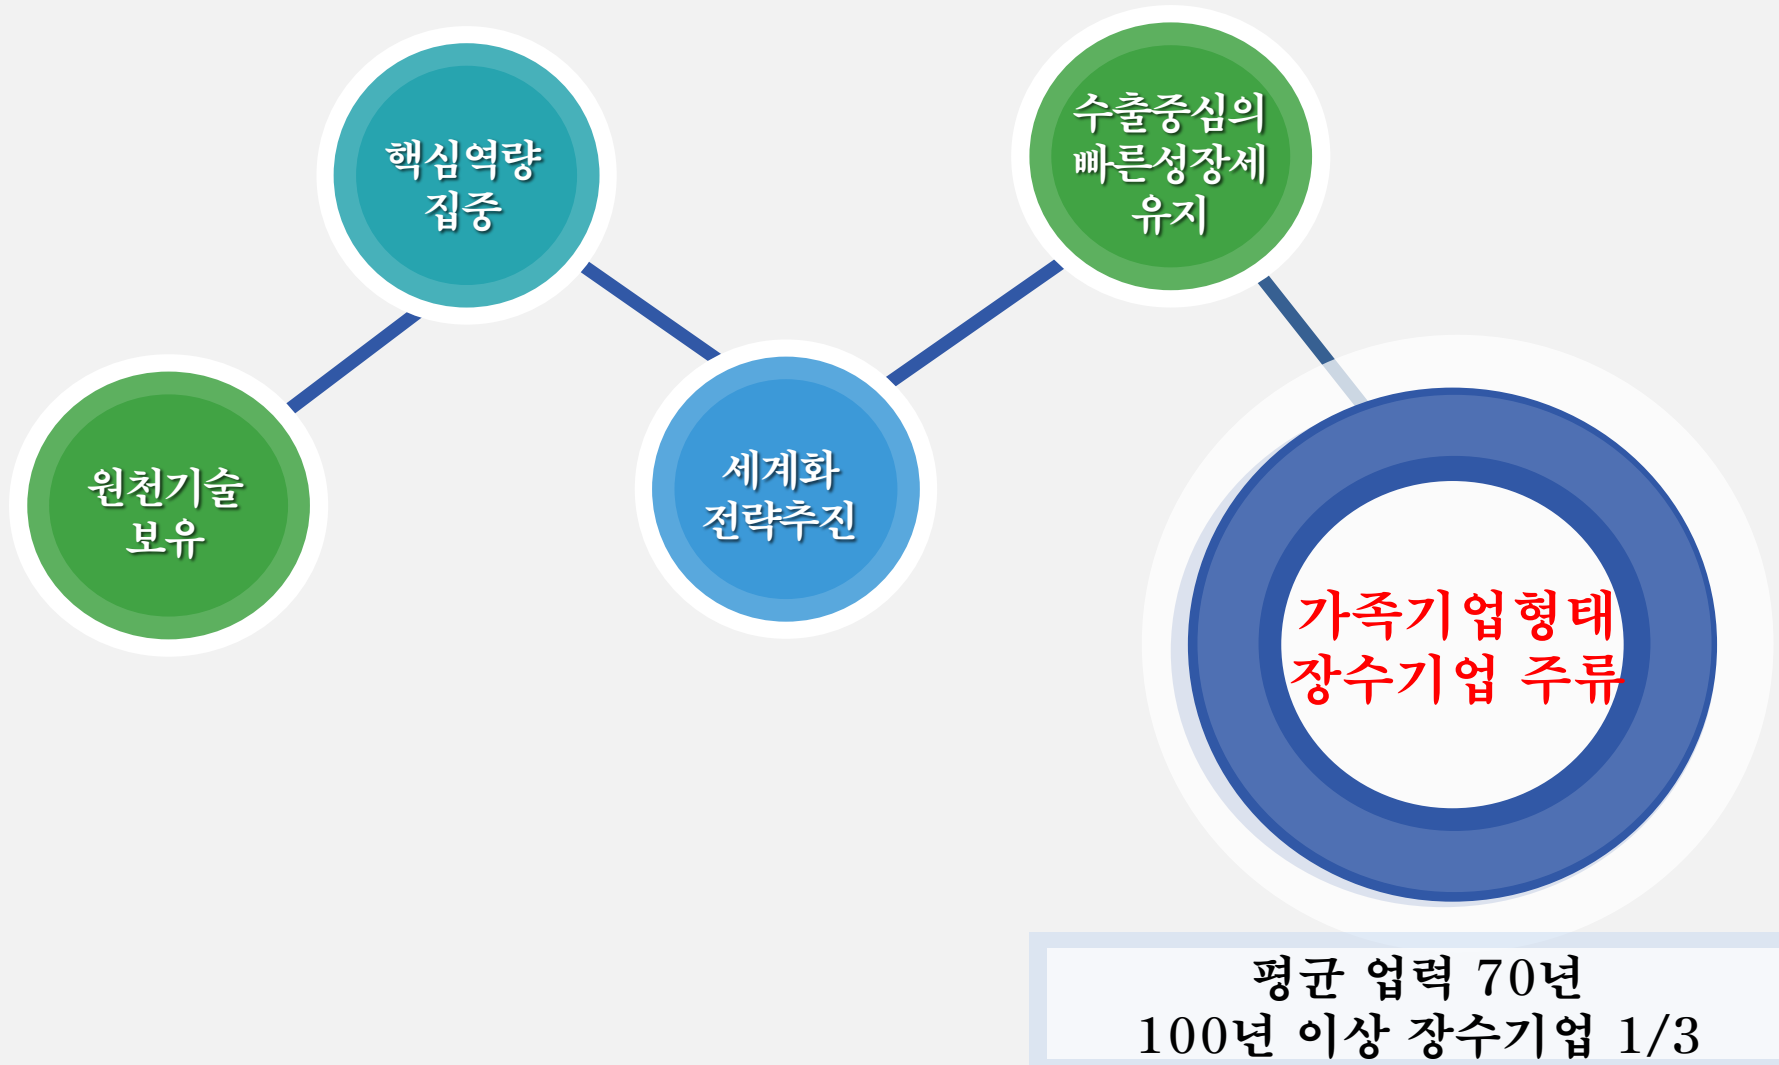 원천기술
보유
핵심역량
집중
세계화
전략추진
수출중심의
빠른성장세
유지
가족기업형태
장수기업 주류
평균 업력 70년
100년 이상 장수기업 1/3